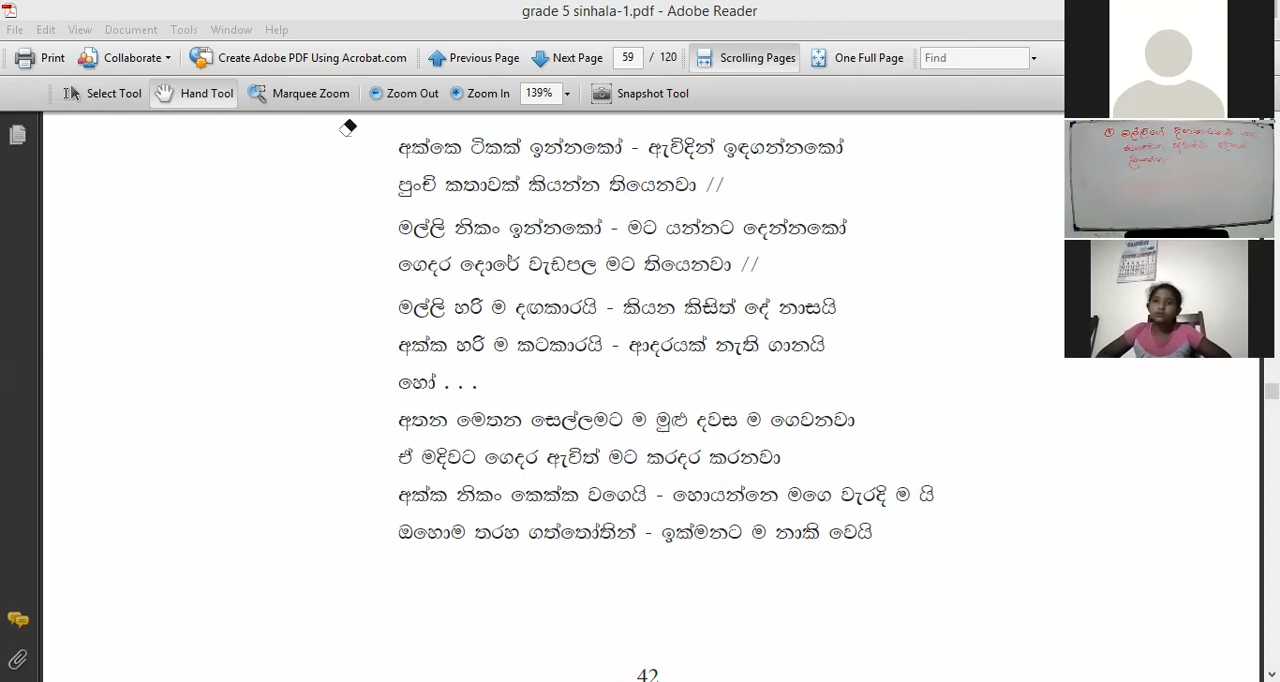 grade 5 sinhala-1.pdf - Adobe Reader
File Edit View Document Tools Window Help
Print Collaborate Create Adobe PDF Using Acrobat.com Previous Page Next Page 59 / 120 Scrolling Pages One Full Page Find
Select Tool Hand Tool Marquee Zoom Zoom Out Zoom In 139% Snapshot Tool
අක්කෙ ටිකක් ඉන්නකෝ - ඇවිදින් ඉඳගන්නකෝ
පුංචි කතාවක් කියන්න තියෙනවා //
මල්ලි නිකං ඉන්නකෝ - මට යන්නට දෙන්නකෝ
ගෙදර දොරේ වැඩපල මට තියෙනවා //
මල්ලි හරි ම දඟකාරයි - කියන කිසිත් දේ නාසයි
අක්ක හරි ම කටකාරයි - ආදරයක් නැති ගානයි
හෝ . . .
අතන මෙතන සෙල්ලමට ම මුළු දවස ම ගෙවනවා
ඒ මදිවට ගෙදර ඇවිත් මට කරදර කරනවා
අක්ක නිකං කෙක්ක වගෙයි - හොයන්නෙ මගෙ වැරදි ම යි
ඔහොම තරහ ගත්තෝතින් - ඉක්මනට ම නාකි වෙයි
42